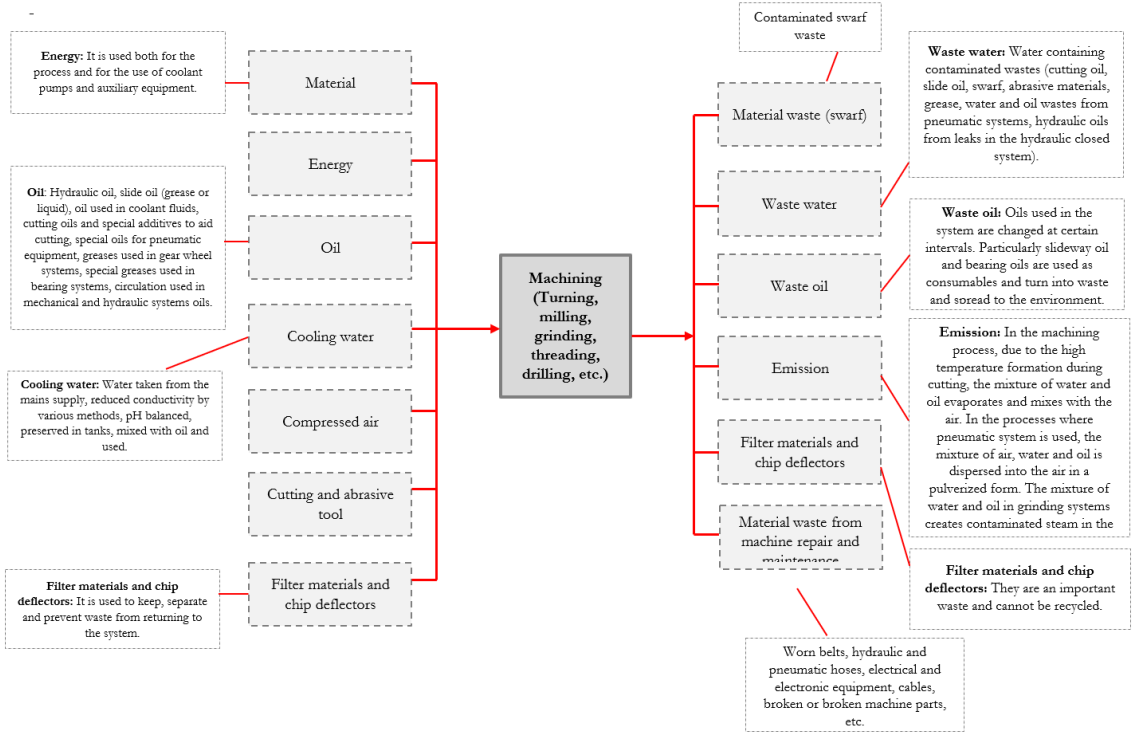 -
Energy: It is used both for the
process and for the use of coolant
pumps and auxiliary equipment.
Oil: Hydraulic oil, slide oil (grease or
liquid), oil used in coolant fluids,
cutting oils and special additives to aid
cutting, special oils for pneumatic
equipment, greases used in gear wheel
systems, special greases used in
bearing systems, circulation used in
mechanical and hydraulic systems oils.
Cooling water: Water taken from the
mains supply, reduced conductivity by
various methods, pH balanced,
preserved in tanks, mixed with oil and
used.
Filter materials and chip
deflectors: It is used to keep, separate
and prevent waste from returning to
the system.
Material
Energy
Oil
Cooling water
Compressed air
Cutting and abrasive
tool
Filter materials and
chip deflectors
Machining
(Turning,
milling,
grinding,
threading,
drilling, etc.)
Contaminated swarf
waste
Material waste (swarf)
Waste water
Waste oil
Emission
Filter materials and
chip deflectors
Material waste from
machine repair and
maintenance
Waste water: Water containing
contaminated wastes (cutting oil,
slide oil, swarf, abrasive materials,
grease, water and oil wastes from
pneumatic systems, hydraulic oils
from leaks in the hydraulic closed
system).
Waste oil: Oils used in the
system are changed at certain
intervals. Particularly slideway oil
and bearing oils are used as
consumables and turn into waste
and spread to the environment.
Emission: In the machining
process, due to the high
temperature formation during
cutting, the mixture of water and
oil evaporates and mixes with the
air. In the processes where
pneumatic system is used, the
mixture of air, water and oil is
dispersed into the air in a
pulverized form. The mixture of
water and oil in grinding systems
creates contaminated steam in the
Filter materials and chip
deflectors: They are an important
waste and cannot be recycled.
Worn belts, hydraulic and
pneumatic hoses, electrical and
electronic equipment, cables,
broken or broken machine parts,
etc.